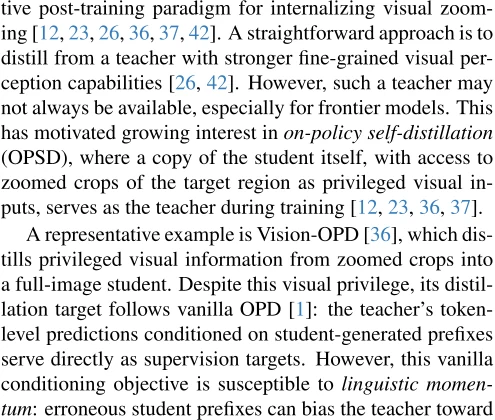 tive post-training paradigm for internalizing visual zoom-
ing [12, 23, 26, 36, 37, 42]. A straightforward approach is to
distill from a teacher with stronger fine-grained visual per-
ception capabilities [26, 42]. However, such a teacher may
not always be available, especially for frontier models. This
has motivated growing interest in on-policy self-distillation
(OPSD), where a copy of the student itself, with access to
zoomed crops of the target region as privileged visual in-
puts, serves as the teacher during training [12, 23, 36, 37].
A representative example is Vision-OPD [36], which dis-
tills privileged visual information from zoomed crops into
a full-image student. Despite this visual privilege, its distil-
lation target follows vanilla OPD [1]: the teacher's token-
level predictions conditioned on student-generated prefixes
serve directly as supervision targets. However, this vanilla
conditioning objective is susceptible to linguistic momen-
tum: erroneous student prefixes can bias the teacher toward